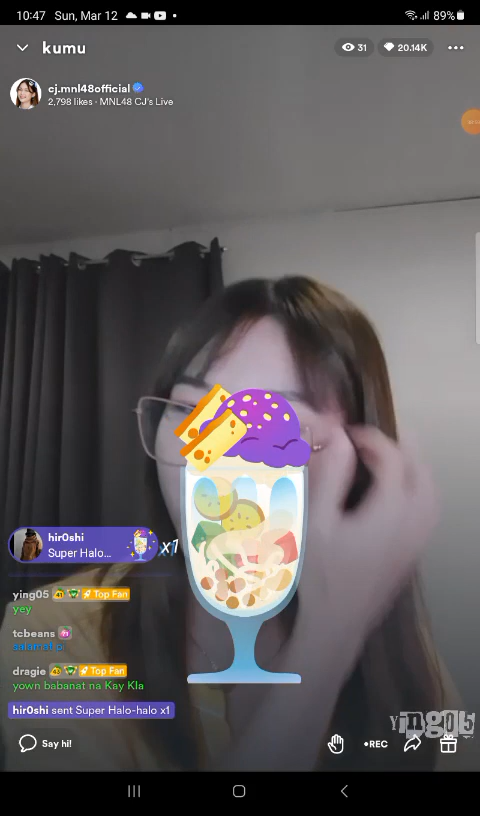 10:47 Sun, Mar 12 89%
kumu 31 20.14K
cj.mnl48official
2,798 likes · MNL48 CJ's Live
hir0shi
Super Halo... x1
ying05 Top Fan
yey
tcbeans
salamat po
dragie Top Fan
yown babanat na Kay Kla
hir0shi sent Super Halo-halo x1
ying05
Say hi! •REC